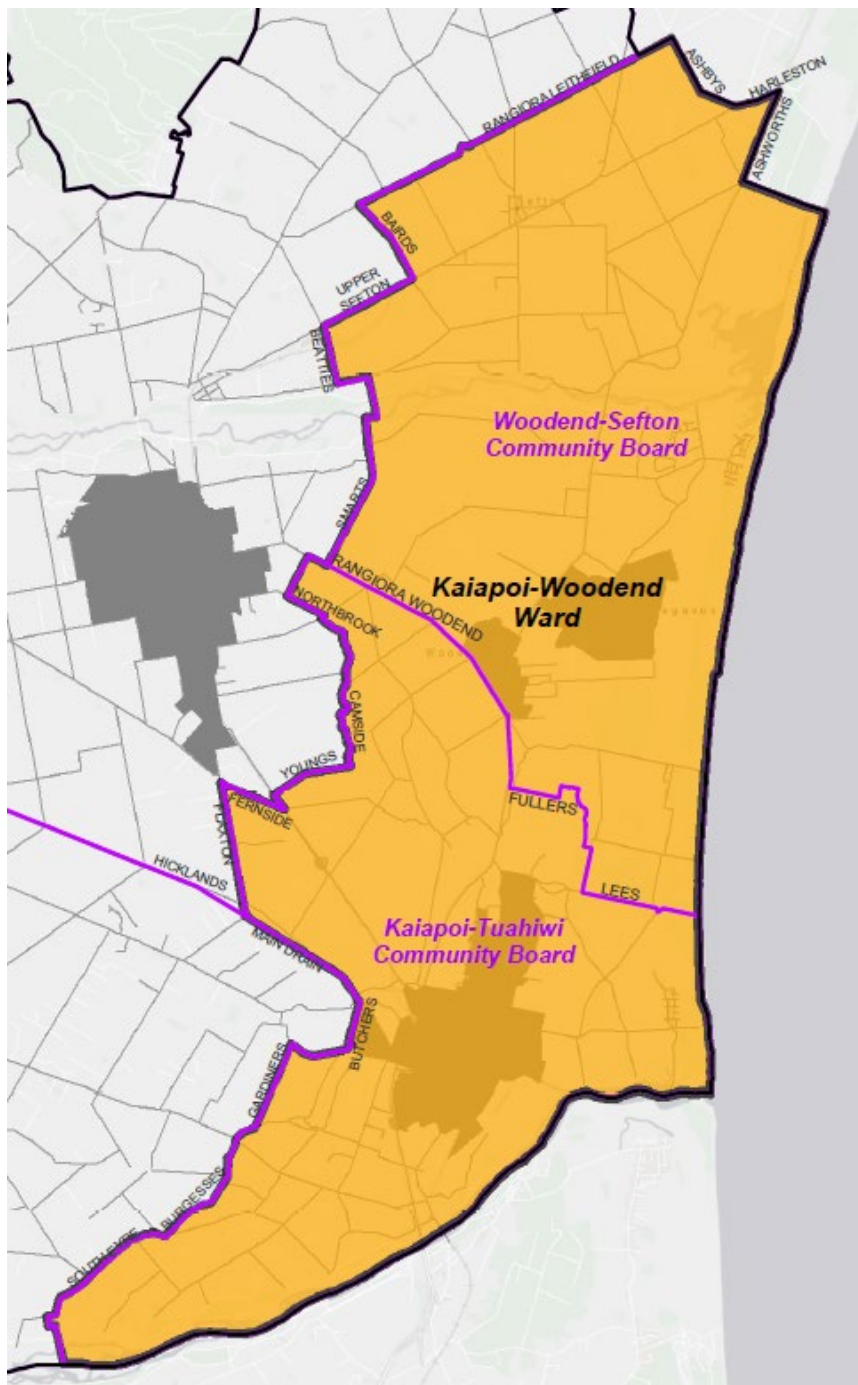 RANGIORA LEITHFIELD
ASHBYS
HARLESTON
ASHWORTHS
BAIRDS
UPPER
SEFTON
BEATTIES
Woodend-Sefton
Community Board
SMARTS
RANGIORA WOODEND
Kaiapoi-Woodend
Ward
NORTHBROOK
CAMSIDE
YOUNGS
FERNSIDE
FULLERS
FLAXTON
HICKLANDS
LEES
Kaiapoi-Tuahiwi
Community Board
MAIN DRAIN
BUTCHERS
GARDINERS
BURGESSES
SOUTH EYRE